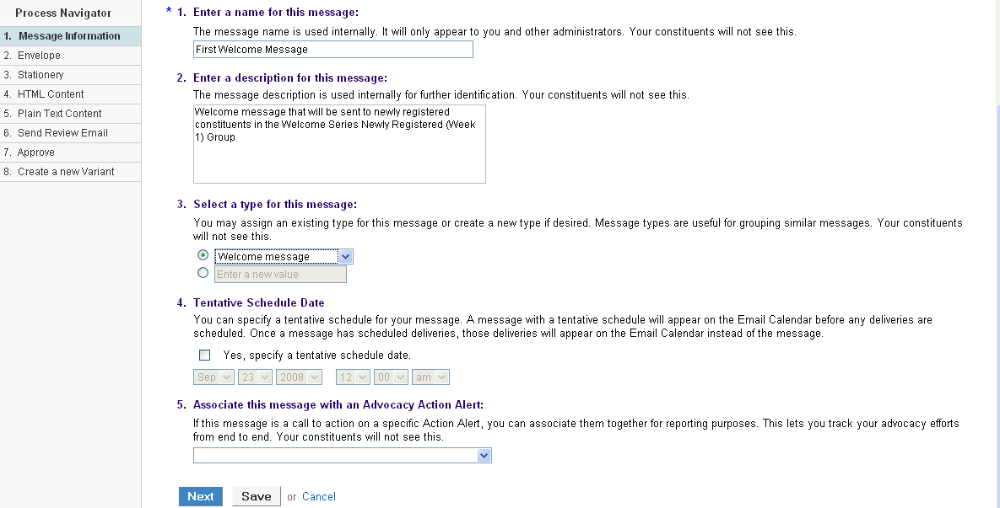 Process Navigator
1. Message Information
2. Envelope
3. Stationery
4. HTML Content
5. Plain Text Content
6. Send Review Email
7. Approve
8. Create a new Variant
* 1. Enter a name for this message:
The message name is used internally. It will only appear to you and other administrators. Your constituents will not see this.
First Welcome Message
2. Enter a description for this message:
The message description is used internally for further identification. Your constituents will not see this.
Welcome message that will be sent to newly registered
constituents in the Welcome Series Newly Registered (Week
1) Group
3. Select a type for this message:
You may assign an existing type for this message or create a new type if desired. Message types are useful for grouping similar messages. Your constituents
will not see this.
Welcome message
Enter a new value
4. Tentative Schedule Date
You can specify a tentative schedule for your message. A message with a tentative schedule will appear on the Email Calendar before any deliveries are
scheduled. Once a message has scheduled deliveries, those deliveries will appear on the Email Calendar instead of the message.
Yes, specify a tentative schedule date.
Sep 23 2008 12 00 am
5. Associate this message with an Advocacy Action Alert:
If this message is a call to action on a specific Action Alert, you can associate them together for reporting purposes. This lets you track your advocacy efforts
from end to end. Your constituents will not see this.
Next Save or Cancel